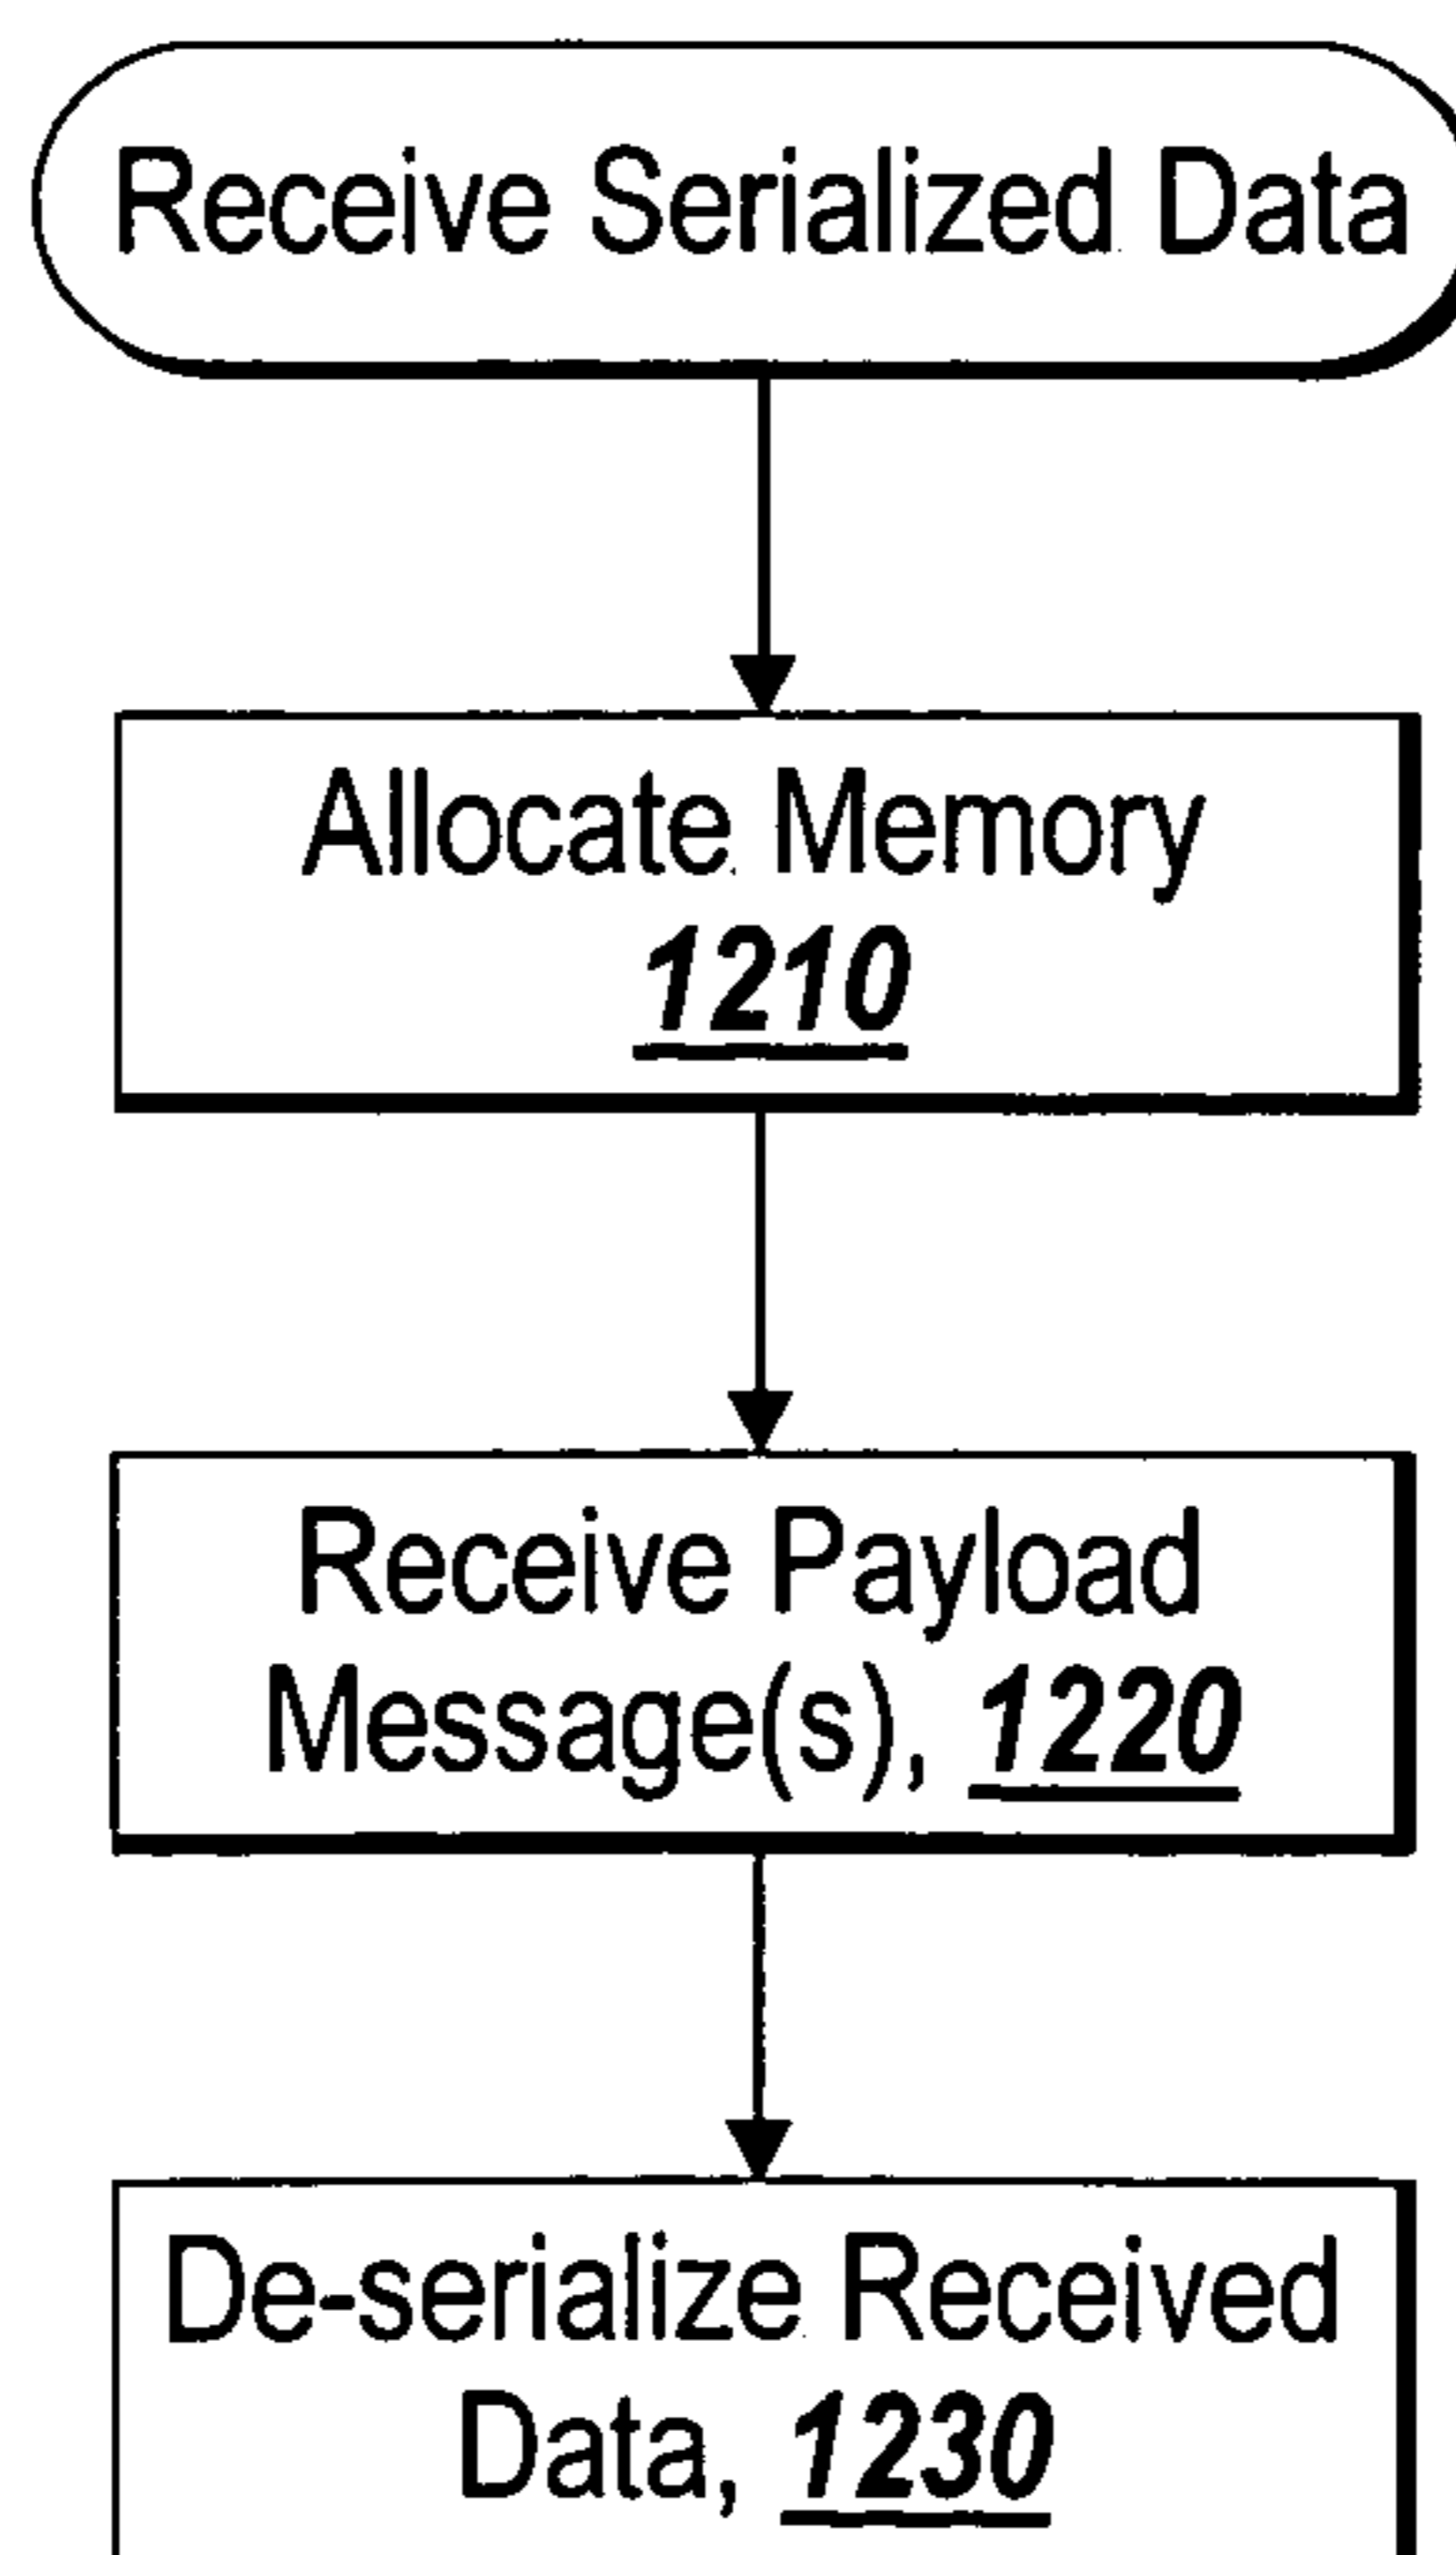 Receive Serialized Data
Allocate Memory
1210
Receive Payload
Message(s), 1220
De-serialize Received
Data, 1230